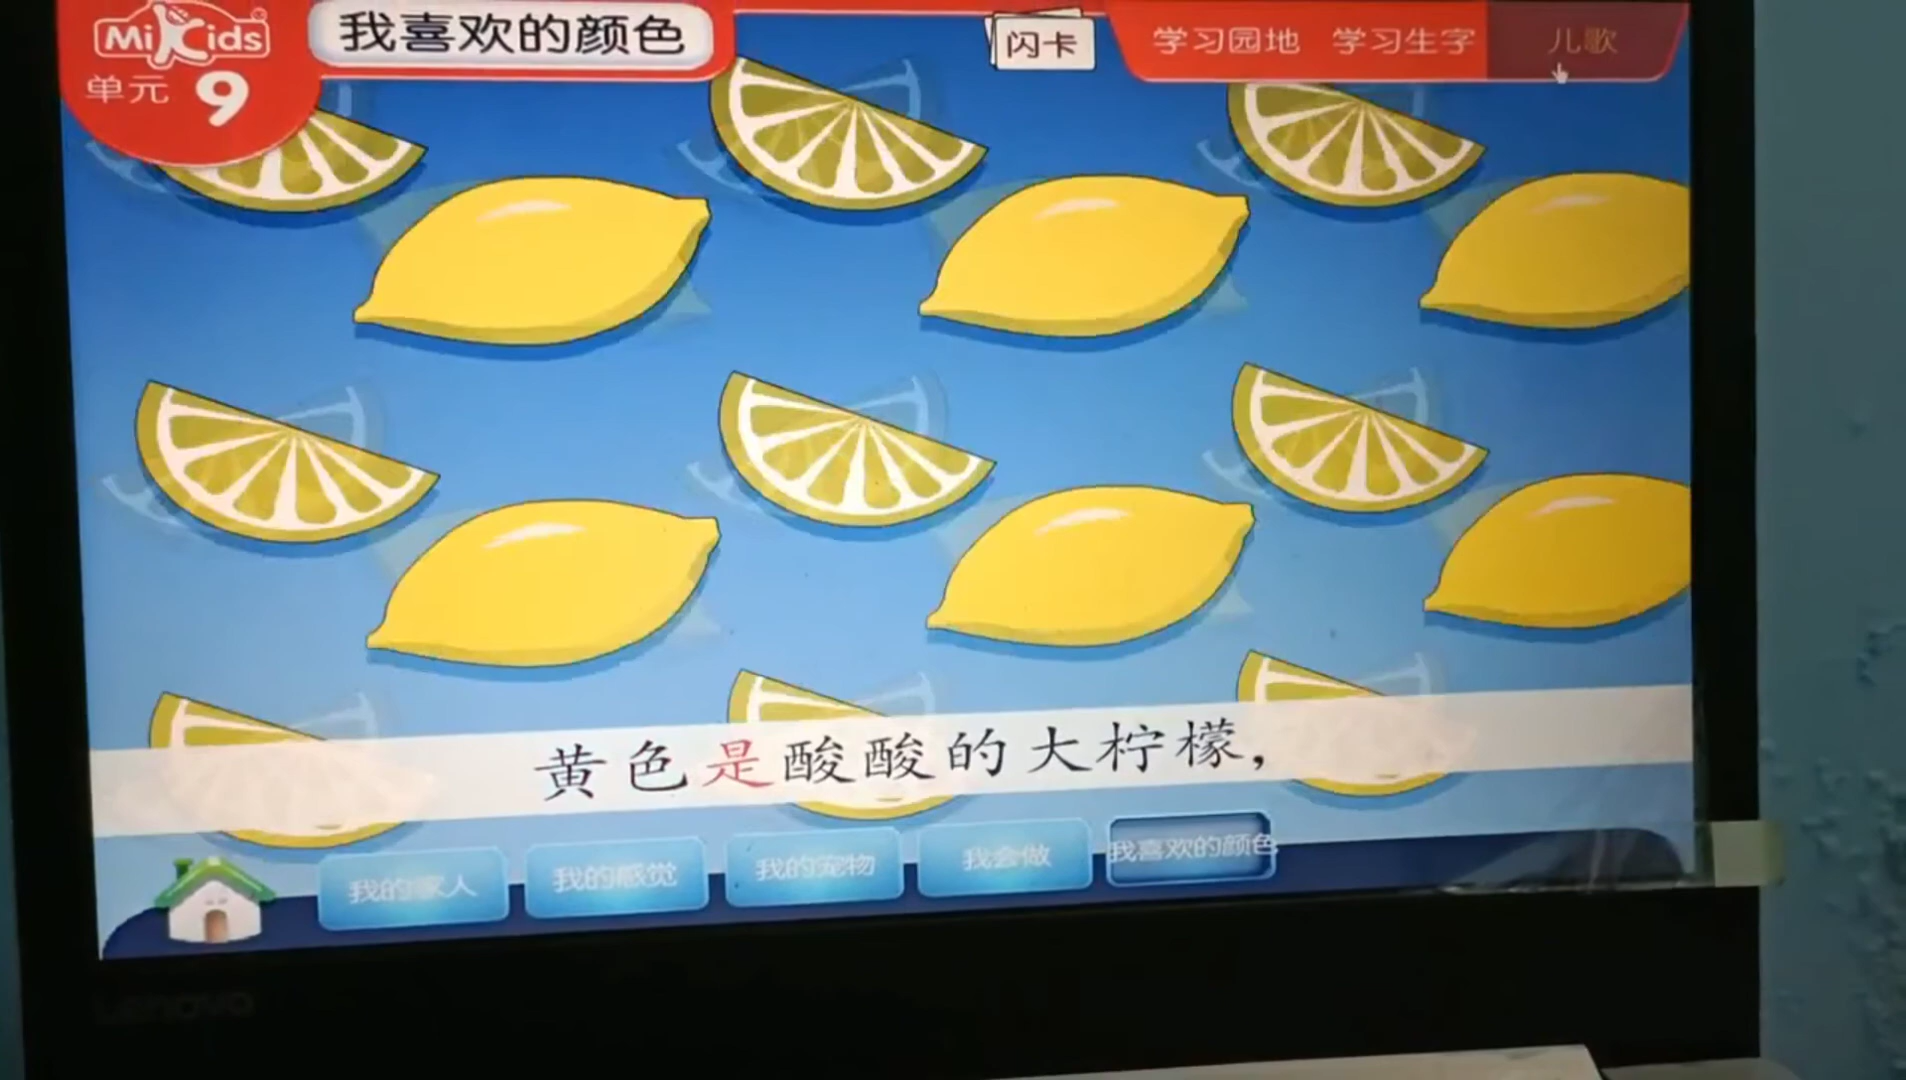 MiKids
单元 9
我喜欢的颜色
闪卡
学习园地
学习生字
儿歌
黄色是酸酸的大柠檬，
我的家人
我的感觉
我的宠物
我会做
我喜欢的颜色
Lenovo